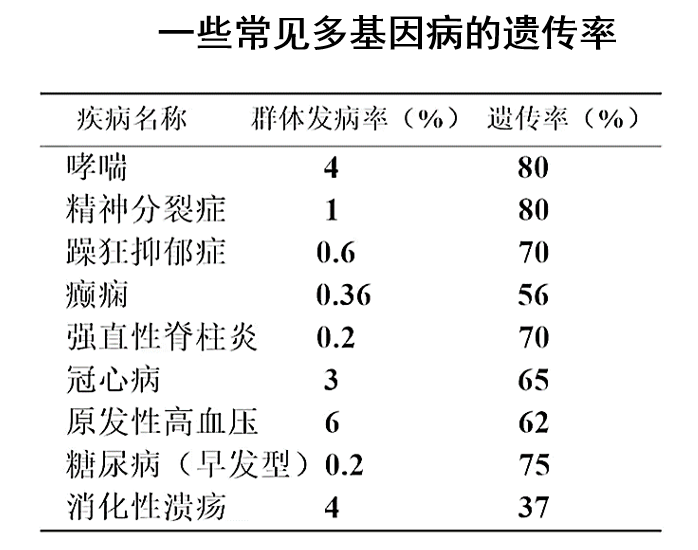 一些常见多基因病的遗传率
疾病名称 群体发病率（%） 遗传率（%）
哮喘 4 80
精神分裂症 1 80
躁狂抑郁症 0.6 70
癫痫 0.36 56
强直性脊柱炎 0.2 70
冠心病 3 65
原发性高血压 6 62
糖尿病（早发型） 0.2 75
消化性溃疡 4 37